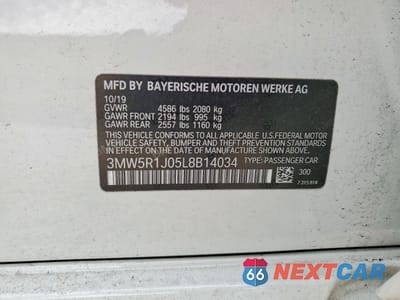 MFD BY BAYERISCHE MOTOREN WERKE AG
10/19
GVWR 4586 lbs 2080 kg
GAWR FRONT 2194 lbs 995 kg
GAWR REAR 2557 lbs 1160 kg
THIS VEHICLE CONFORMS TO ALL APPLICABLE U.S.FEDERAL MOTOR
VEHICLE SAFETY, BUMPER AND THEFT PREVENTION STANDARDS IN
EFFECT ON THE DATE OF MANUFACTURE SHOWN ABOVE.
3MW5R1J05L8B14034 TYPE: PASSENGER CAR
300
66 NEXTCAR